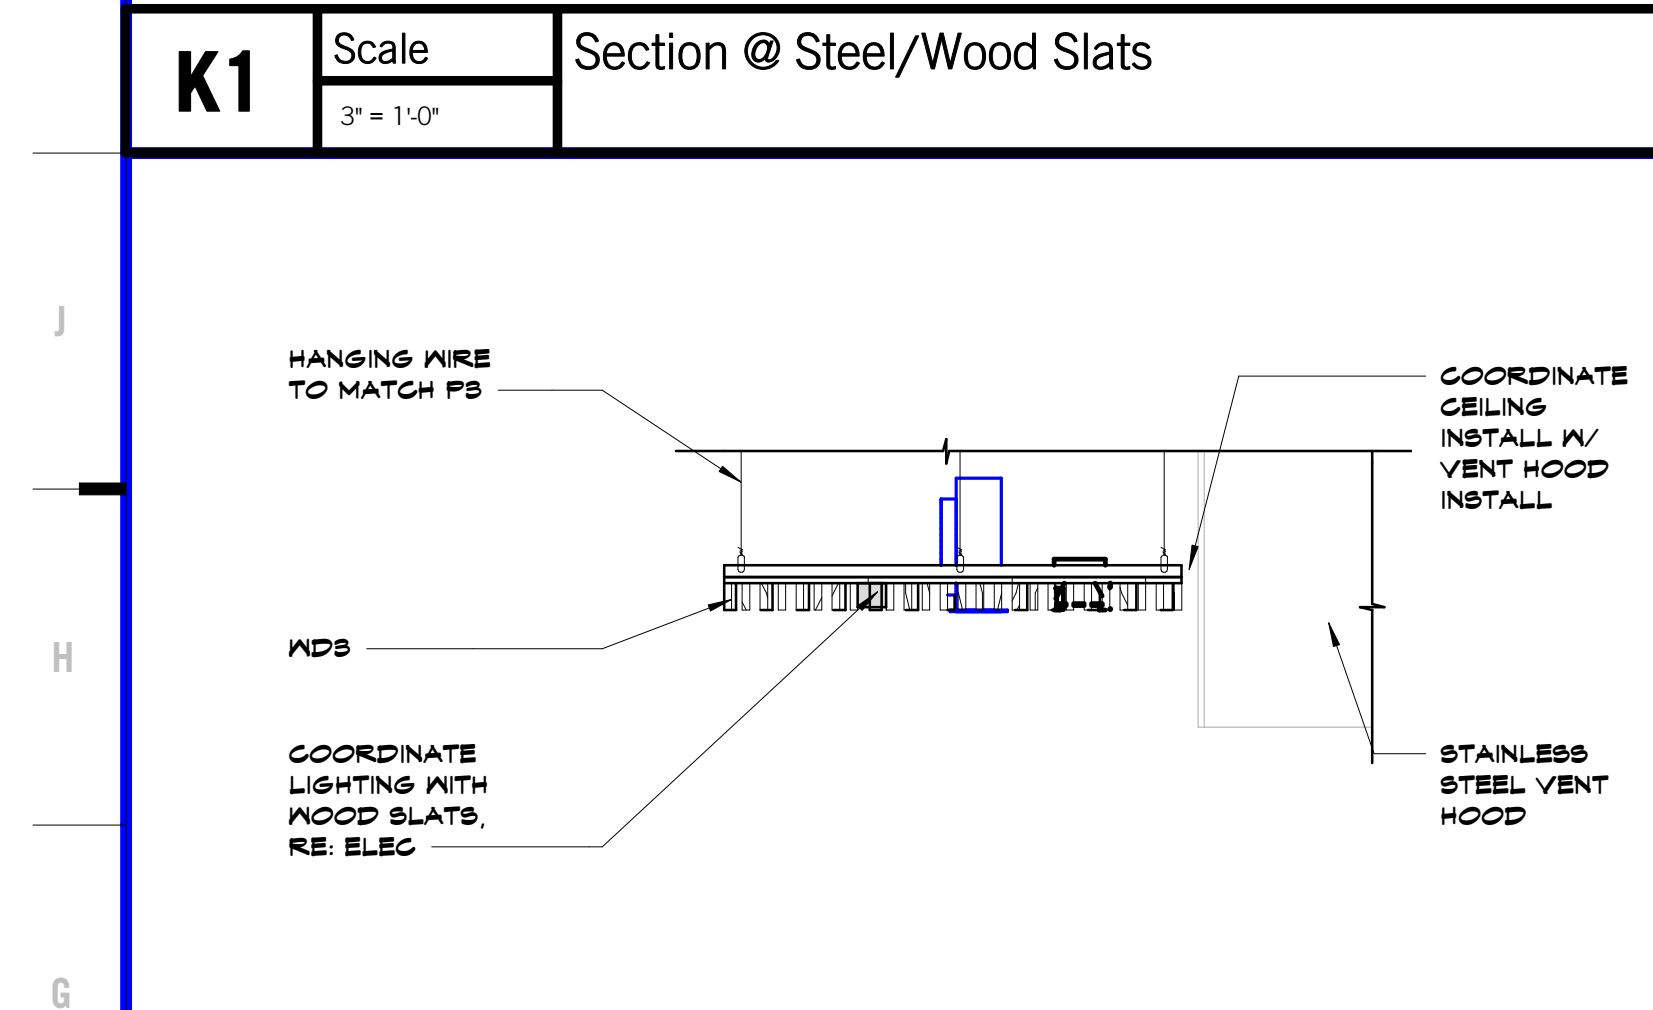 K1
Scale
3" = 1'-0"
Section @ Steel/Wood Slats
J
H
G
HANGING WIRE
TO MATCH P3
WD3
COORDINATE
LIGHTING WITH
WOOD SLATS,
RE: ELEC
COORDINATE
CEILING
INSTALL W/
VENT HOOD
INSTALL
STAINLESS
STEEL VENT
HOOD